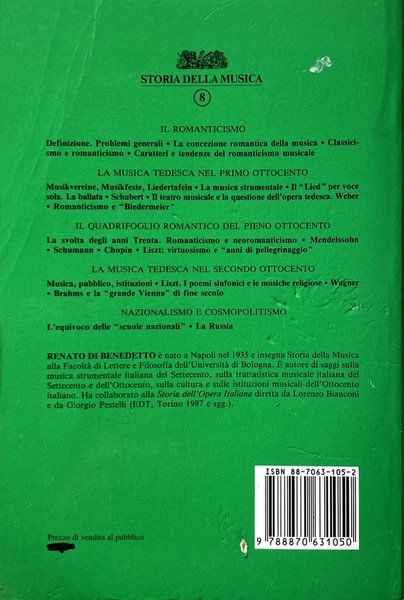 STORIA DELLA MUSICA
8
IL ROMANTICISMO
Definizione. Problemi generali • La concezione romantica della musica • Classici-
smo e romanticismo • Caratteri e tendenze del romanticismo musicale
LA MUSICA TEDESCA NEL PRIMO OTTOCENTO
Musikvereine, Musikfeste, Liedertafeln • La musica strumentale • Il “Lied” per voce
sola. La ballata • Schubert • Il teatro musicale e la questione dell'opera tedesca. Weber
• Romanticismo e “Biedermeier”
IL QUADRIFOGLIO ROMANTICO DEL PIENO OTTOCENTO
La svolta degli anni Trenta. Romanticismo e neoromanticismo • Mendelssohn
• Schumann • Chopin • Liszt: virtuosismo e “anni di pellegrinaggio”
LA MUSICA TEDESCA NEL SECONDO OTTOCENTO
Musica, pubblico, istituzioni • Liszt. I poemi sinfonici e le musiche religiose • Wagner
• Brahms e la “grande Vienna” di fine secolo
NAZIONALISMO E COSMOPOLITISMO
L'equivoco delle “scuole nazionali” • La Russia
RENATO DI BENEDETTO è nato a Napoli nel 1935 e insegna Storia della Musica
alla Facoltà di Lettere e Filosofia dell'Università di Bologna. È autore di saggi sulla
musica strumentale italiana del Settecento, sulla trattatistica musicale italiana del
Settecento e dell'Ottocento, sulla cultura e sulle istituzioni musicali dell'Ottocento
italiano. Ha collaborato alla Storia dell'Opera Italiana diretta da Lorenzo Bianconi
e da Giorgio Pestelli (EDT, Torino 1987 e sgg.).
ISBN 88-7063-105-2
9 788870 631050
Prezzo di vendita al pubblico